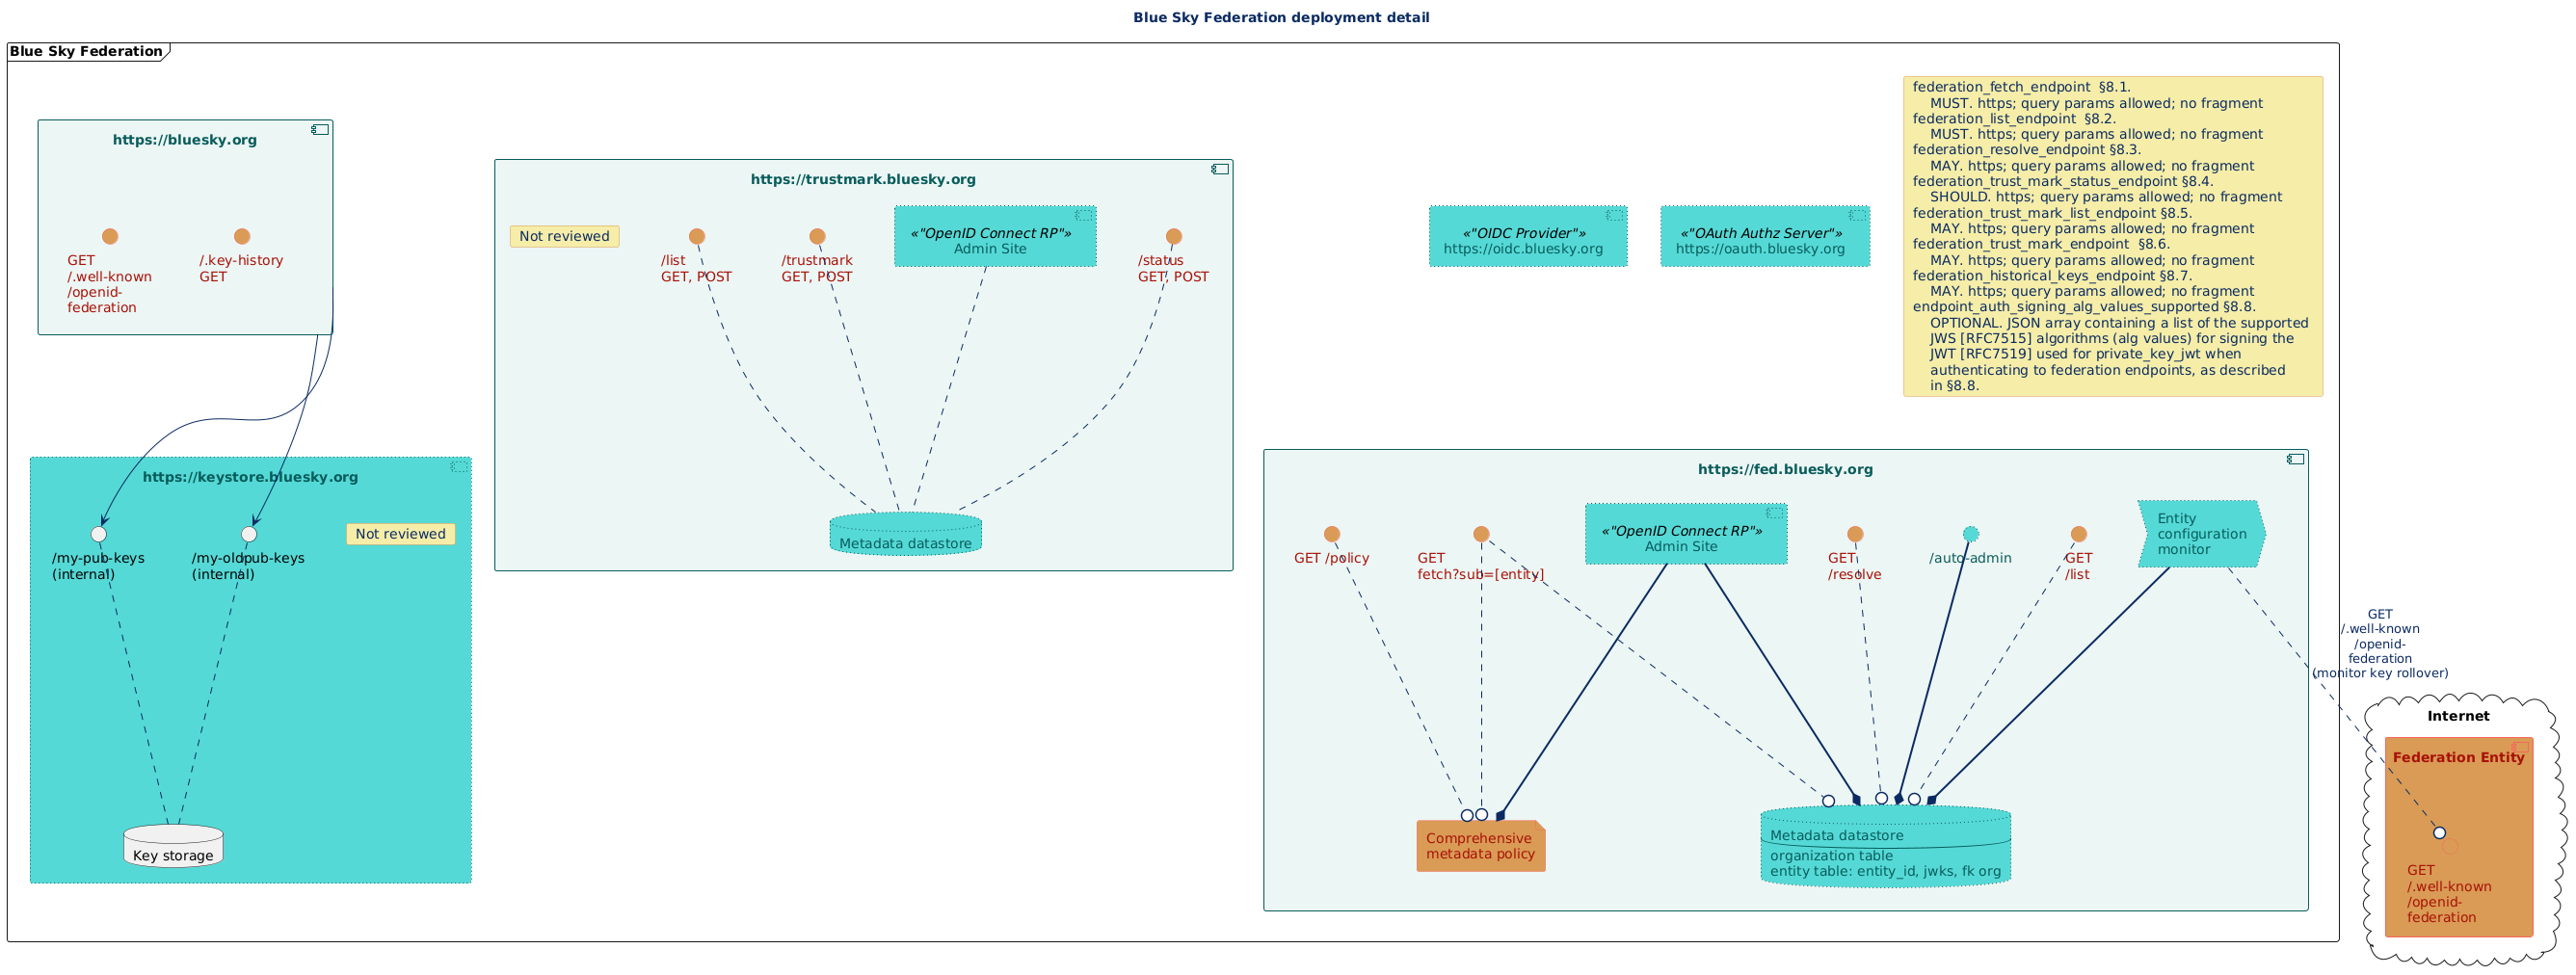 Blue Sky Federation deployment detail
Blue Sky Federation
https://bluesky.org
GET
/.well-known
/openid-
federation
/.key-history
GET
https://keystore.bluesky.org
/my-pub-keys
(internal)
/my-oldpub-keys
(internal)
Not reviewed
Key storage
https://trustmark.bluesky.org
Not reviewed
/list
GET, POST
/trustmark
GET, POST
«"OpenID Connect RP"»
Admin Site
/status
GET, POST
Metadata datastore
«"OIDC Provider"»
https://oidc.bluesky.org
«"OAuth Authz Server"»
https://oauth.bluesky.org
federation_fetch_endpoint  §8.1.
MUST. https; query params allowed; no fragment
federation_list_endpoint  §8.2.
MUST. https; query params allowed; no fragment
federation_resolve_endpoint §8.3.
MAY. https; query params allowed; no fragment
federation_trust_mark_status_endpoint §8.4.
SHOULD. https; query params allowed; no fragment
federation_trust_mark_list_endpoint §8.5.
MAY. https; query params allowed; no fragment
federation_trust_mark_endpoint  §8.6.
MAY. https; query params allowed; no fragment
federation_historical_keys_endpoint §8.7.
MAY. https; query params allowed; no fragment
endpoint_auth_signing_alg_values_supported §8.8.
OPTIONAL. JSON array containing a list of the supported
JWS [RFC7515] algorithms (alg values) for signing the
JWT [RFC7519] used for private_key_jwt when
authenticating to federation endpoints, as described
in §8.8.
https://fed.bluesky.org
GET /policy
GET
fetch?sub=[entity]
«"OpenID Connect RP"»
Admin Site
GET
/resolve
/auto-admin
GET
/list
Entity
configuration
monitor
Comprehensive
metadata policy
Metadata datastore
organization table
entity table: entity_id, jwks, fk org
GET
/.well-known
/openid-
federation
(monitor key rollover)
Internet
Federation Entity
GET
/.well-known
/openid-
federation